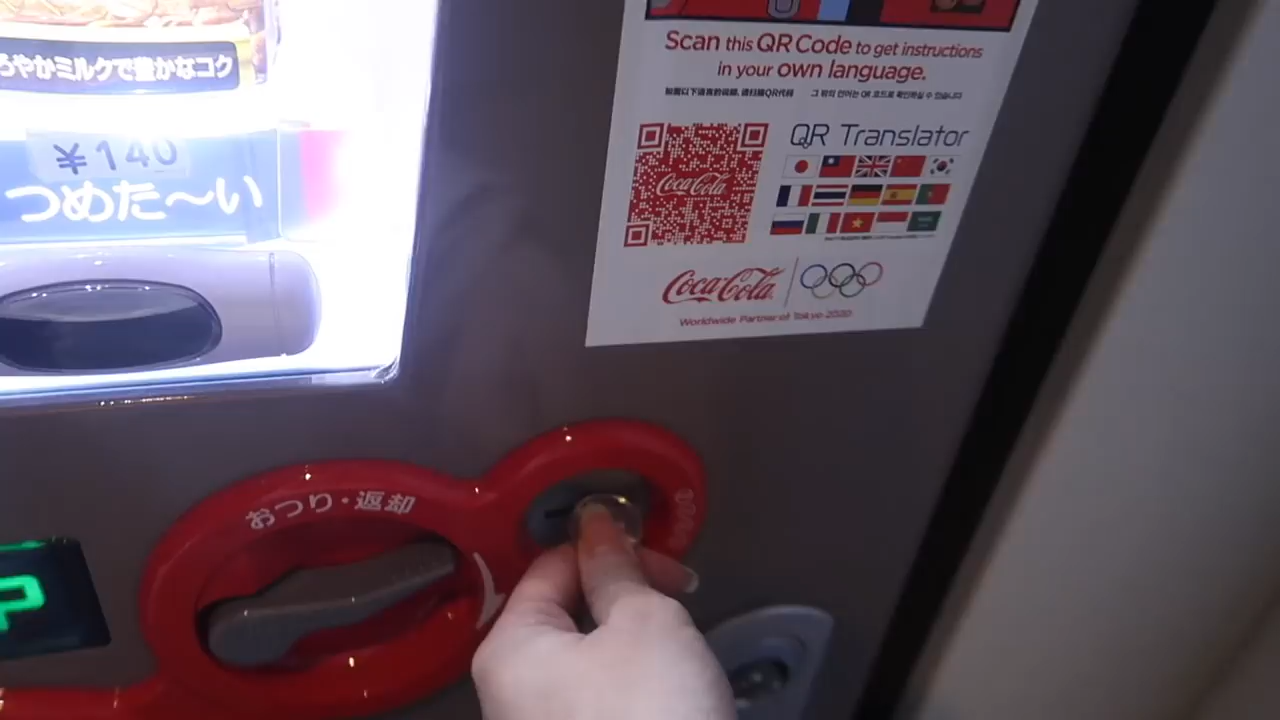 ろやかミルクで豊かなコク
¥140
つめた〜い
Scan this QR Code to get instructions
in your own language.
QR Translator
Coca-Cola
Coca-Cola
Worldwide Partner of Tokyo 2020
おつり・返却